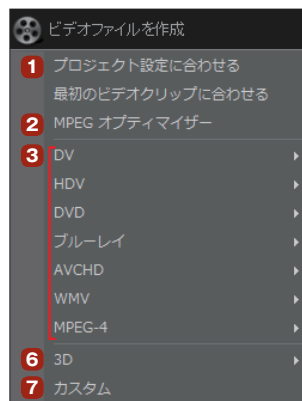 ビデオファイルを作成
1 プロジェクト設定に合わせる
最初のビデオクリップに合わせる
2 MPEG オプティマイザー
3 DV
HDV
DVD
ブルーレイ
AVCHD
WMV
MPEG-4
6 3D
7 カスタム